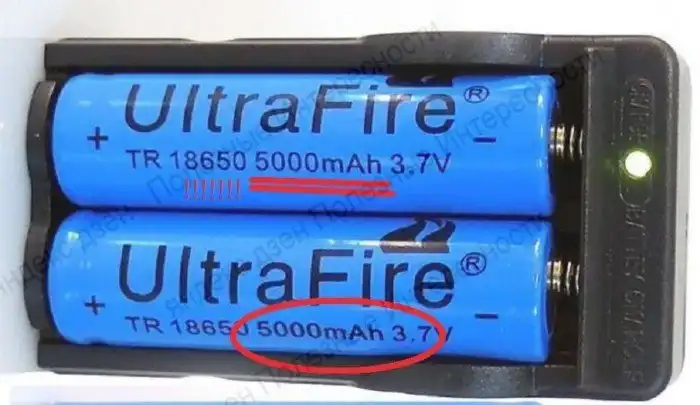 UltraFire®
+ −
TR 18650 5000mAh 3.7V
UltraFire®
+ −
TR 18650 5000mAh 3.7V